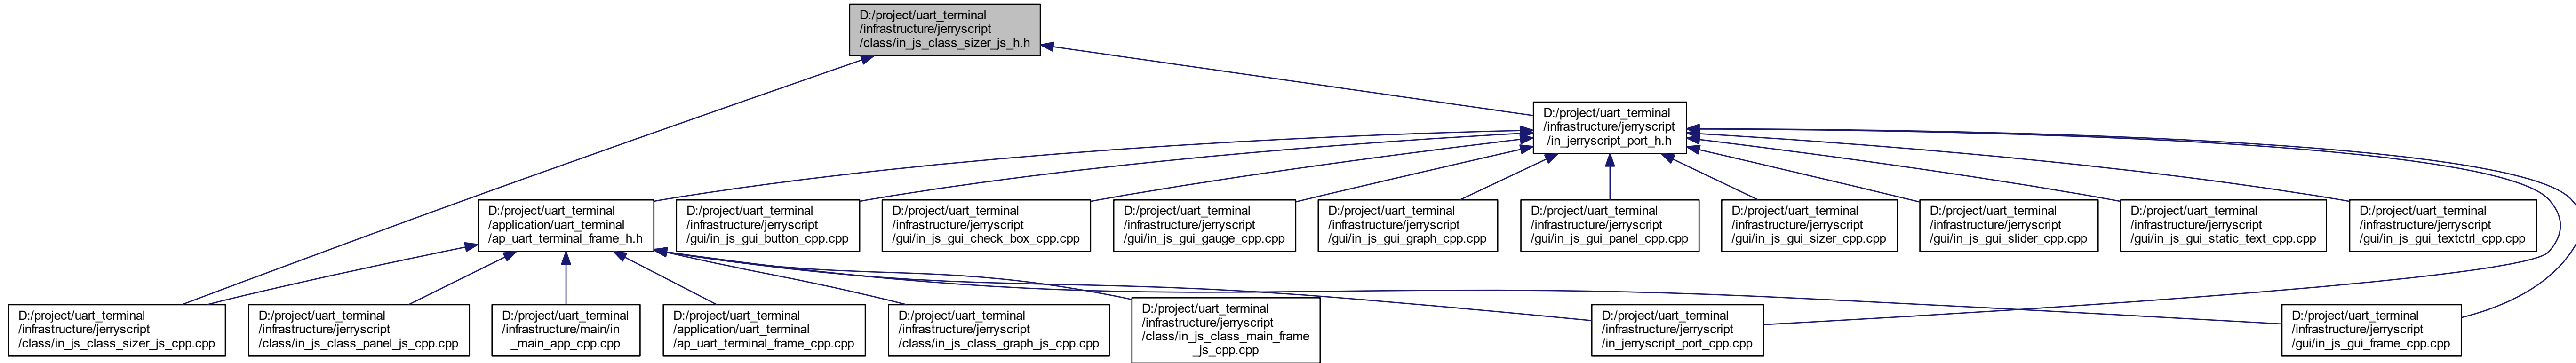 D:/project/uart_terminal
/infrastructure/jerryscript
/class/in_js_class_sizer_js_h.h
D:/project/uart_terminal
/infrastructure/jerryscript
/in_jerryscript_port_h.h
D:/project/uart_terminal
/application/uart_terminal
/ap_uart_terminal_frame_h.h
D:/project/uart_terminal
/infrastructure/jerryscript
/gui/in_js_gui_button_cpp.cpp
D:/project/uart_terminal
/infrastructure/jerryscript
/gui/in_js_gui_check_box_cpp.cpp
D:/project/uart_terminal
/infrastructure/jerryscript
/gui/in_js_gui_gauge_cpp.cpp
D:/project/uart_terminal
/infrastructure/jerryscript
/gui/in_js_gui_graph_cpp.cpp
D:/project/uart_terminal
/infrastructure/jerryscript
/gui/in_js_gui_panel_cpp.cpp
D:/project/uart_terminal
/infrastructure/jerryscript
/gui/in_js_gui_sizer_cpp.cpp
D:/project/uart_terminal
/infrastructure/jerryscript
/gui/in_js_gui_slider_cpp.cpp
D:/project/uart_terminal
/infrastructure/jerryscript
/gui/in_js_gui_static_text_cpp.cpp
D:/project/uart_terminal
/infrastructure/jerryscript
/gui/in_js_gui_textctrl_cpp.cpp
D:/project/uart_terminal
/infrastructure/jerryscript
/class/in_js_class_sizer_js_cpp.cpp
D:/project/uart_terminal
/infrastructure/jerryscript
/class/in_js_class_panel_js_cpp.cpp
D:/project/uart_terminal
/infrastructure/main/in
_main_app_cpp.cpp
D:/project/uart_terminal
/application/uart_terminal
/ap_uart_terminal_frame_cpp.cpp
D:/project/uart_terminal
/infrastructure/jerryscript
/class/in_js_class_graph_js_cpp.cpp
D:/project/uart_terminal
/infrastructure/jerryscript
/class/in_js_class_main_frame
_js_cpp.cpp
D:/project/uart_terminal
/infrastructure/jerryscript
/in_jerryscript_port_cpp.cpp
D:/project/uart_terminal
/infrastructure/jerryscript
/gui/in_js_gui_frame_cpp.cpp